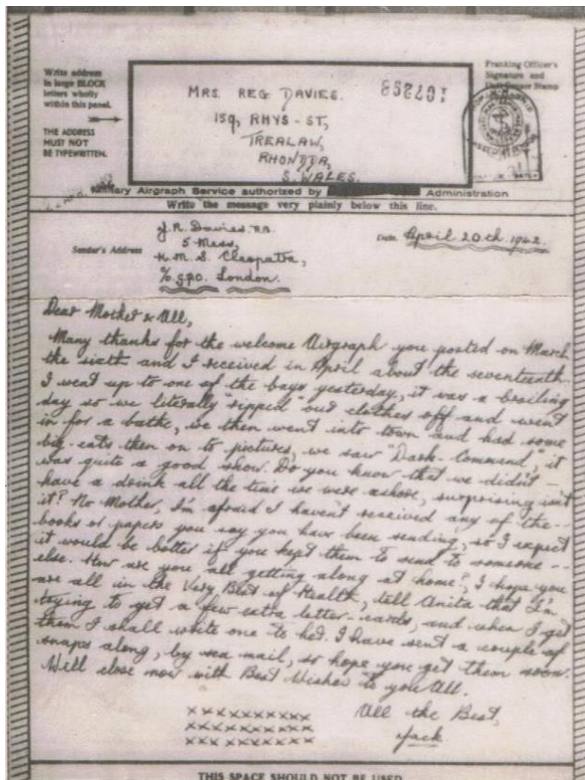 Write address
in large BLOCK
letters wholly
within this panel.
THE ADDRESS
MUST NOT
BE TYPEWRITTEN.
MRS. REG DAVIES.
159, RHYS-ST,
TREALAW,
RHONDDA,
S. WALES.
107258
Franking Officer's
Signature and
Stamp
Airgraph Service authorized by Administration
Write the message very plainly below this line.
Sender's Address
J. R. Davies
5 Mess,
H.M.S. Cleopatra,
c/o G.P.O. London.
Date April 20th. 1942.
Dear Mother & All,
Many thanks for the welcome Airgraph you posted on March
the sixth and I received in April about the seventeenth.
I went up to one of the bays yesterday, it was a broiling
day so we literally "ripped" our clothes off and went
in for a bathe, we then went into town and had some
big-eats then on to pictures, we saw "Dark-Command", it
was quite a good show. Do you know that we didn't -
have a drink all the time we were ashore, surprising isn't
it? No Mother, I'm afraid I haven't received any of the -
books or papers you say you have been sending, so I expect
it would be better if you kept them to send to someone -
else. How are you all getting along at home?, I hope you
are all in the Very Best of Health, tell Anita that I'm
trying to get a few extra letter-cards, and when I get
them I shall write one to her. I have sent a couple of
snaps along, by sea mail, so hope you get them soon.
Will close now with Best Wishes to you All.
All the Best,
Jack
xxxxxxxxxx
xxxxxxxxxx
xxxxxxxxxx
THIS SPACE SHOULD NOT BE USED